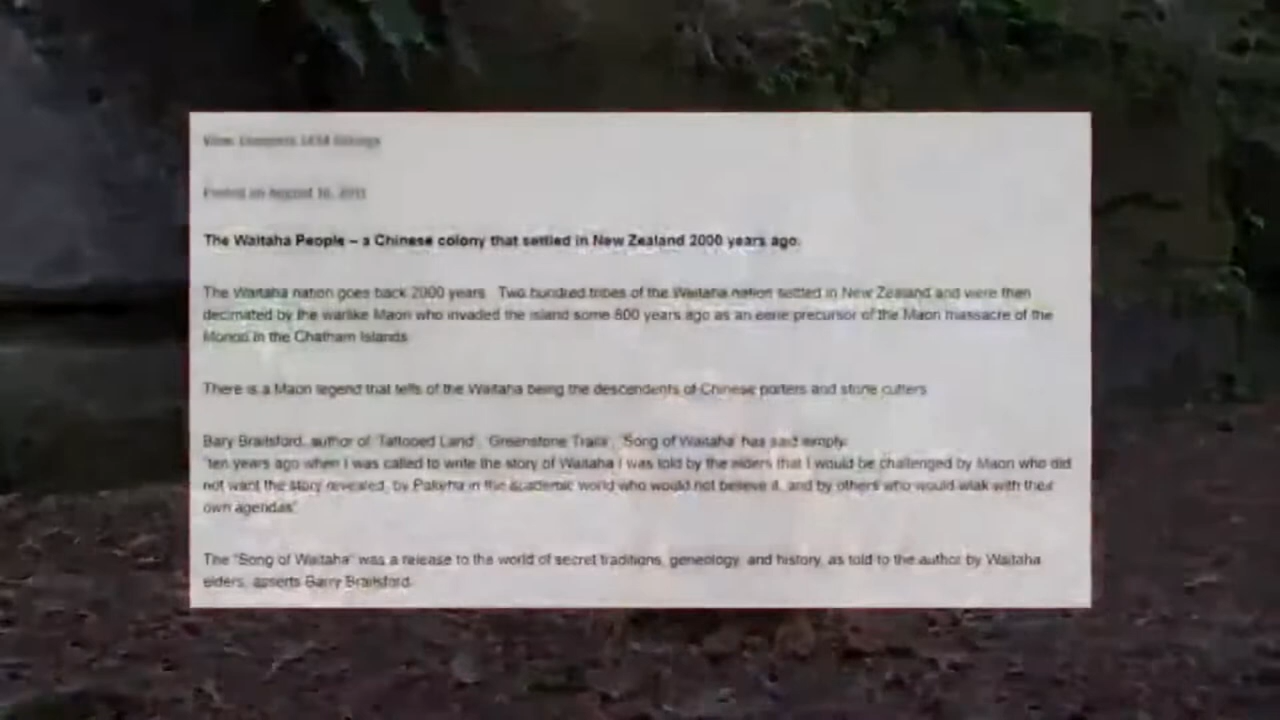 Posted on August 16, 2011
The Waitaha People – a Chinese colony that settled in New Zealand 2000 years ago.
The Waitaha nation goes back 2000 years. Two hundred tribes of the Waitaha nation settled in New Zealand and were then
decimated by the warlike Maori who invaded the island some 800 years ago as an eerie precursor of the Maori massacre of the
Moriori in the Chatham Islands
There is a Maori legend that tells of the Waitaha being the descendents of Chinese porters and stone cutters
Bary Brailsford, author of 'Tattooed Land', 'Greenstone Trails', 'Song of Waitaha' has said simply:
"ten years ago when I was called to write the story of Waitaha I was told by the elders that I would be challenged by Maori who did
not want the story revealed, by Pakeha in the academic world who would not believe it, and by others who would wlak with their
own agendas"
The "Song of Waitaha" was a release to the world of secret traditions, geneology, and history, as told to the author by Waitaha
elders, asserts Barry Brailsford.